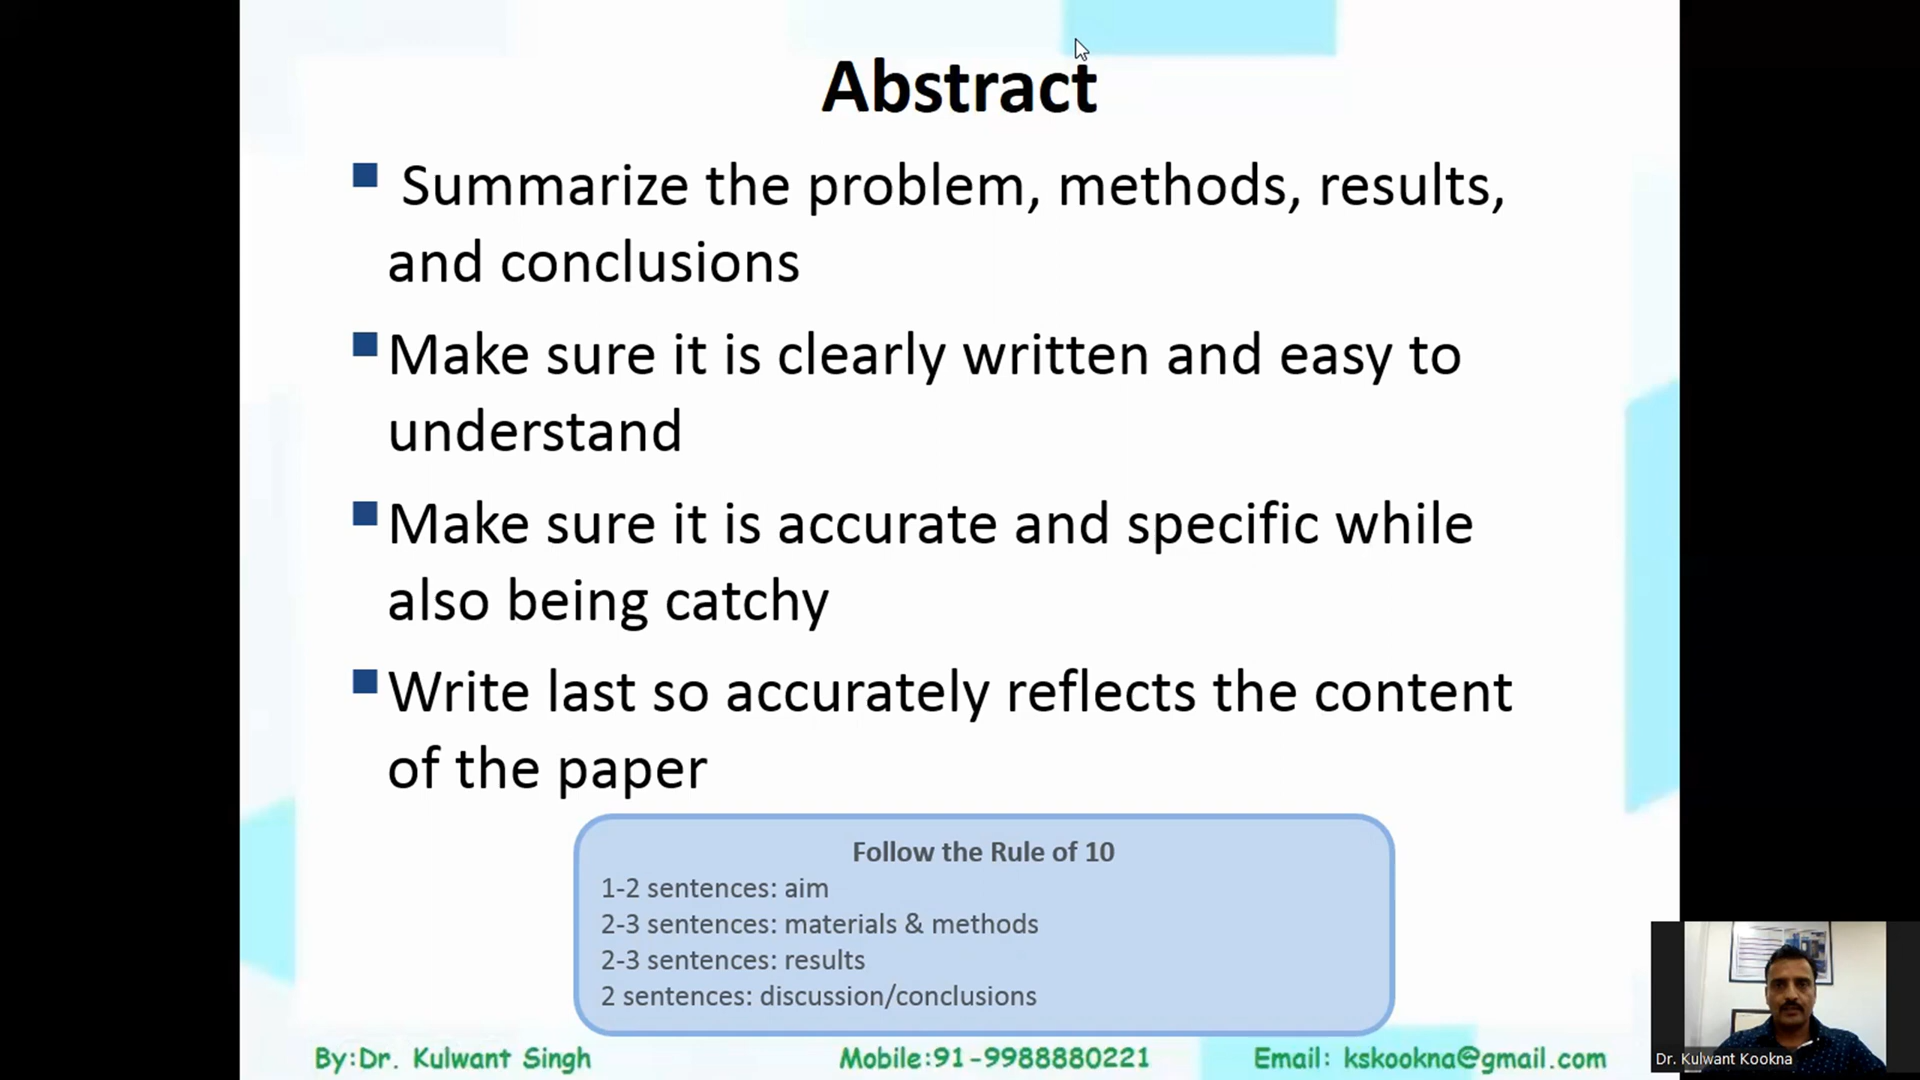 Abstract
Summarize the problem, methods, results,
and conclusions
Make sure it is clearly written and easy to
understand
Make sure it is accurate and specific while
also being catchy
Write last so accurately reflects the content
of the paper
Follow the Rule of 10
1-2 sentences: aim
2-3 sentences: materials & methods
2-3 sentences: results
2 sentences: discussion/conclusions
By:Dr. Kulwant Singh
Mobile:91-9988880221
Email: kskookna@gmail.com
Dr. Kulwant Kookna